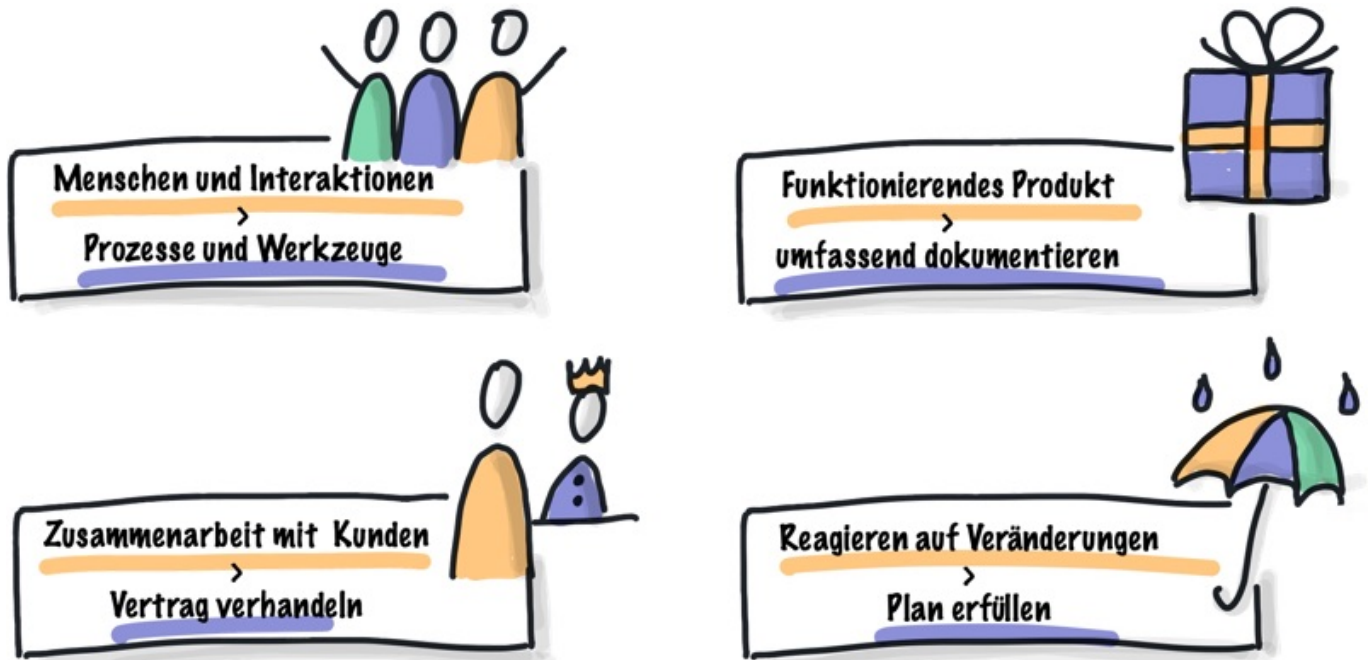 Menschen und Interaktionen
>
Prozesse und Werkzeuge
Funktionierendes Produkt
>
umfassend dokumentieren
Zusammenarbeit mit Kunden
>
Vertrag verhandeln
Reagieren auf Veränderungen
>
Plan erfüllen